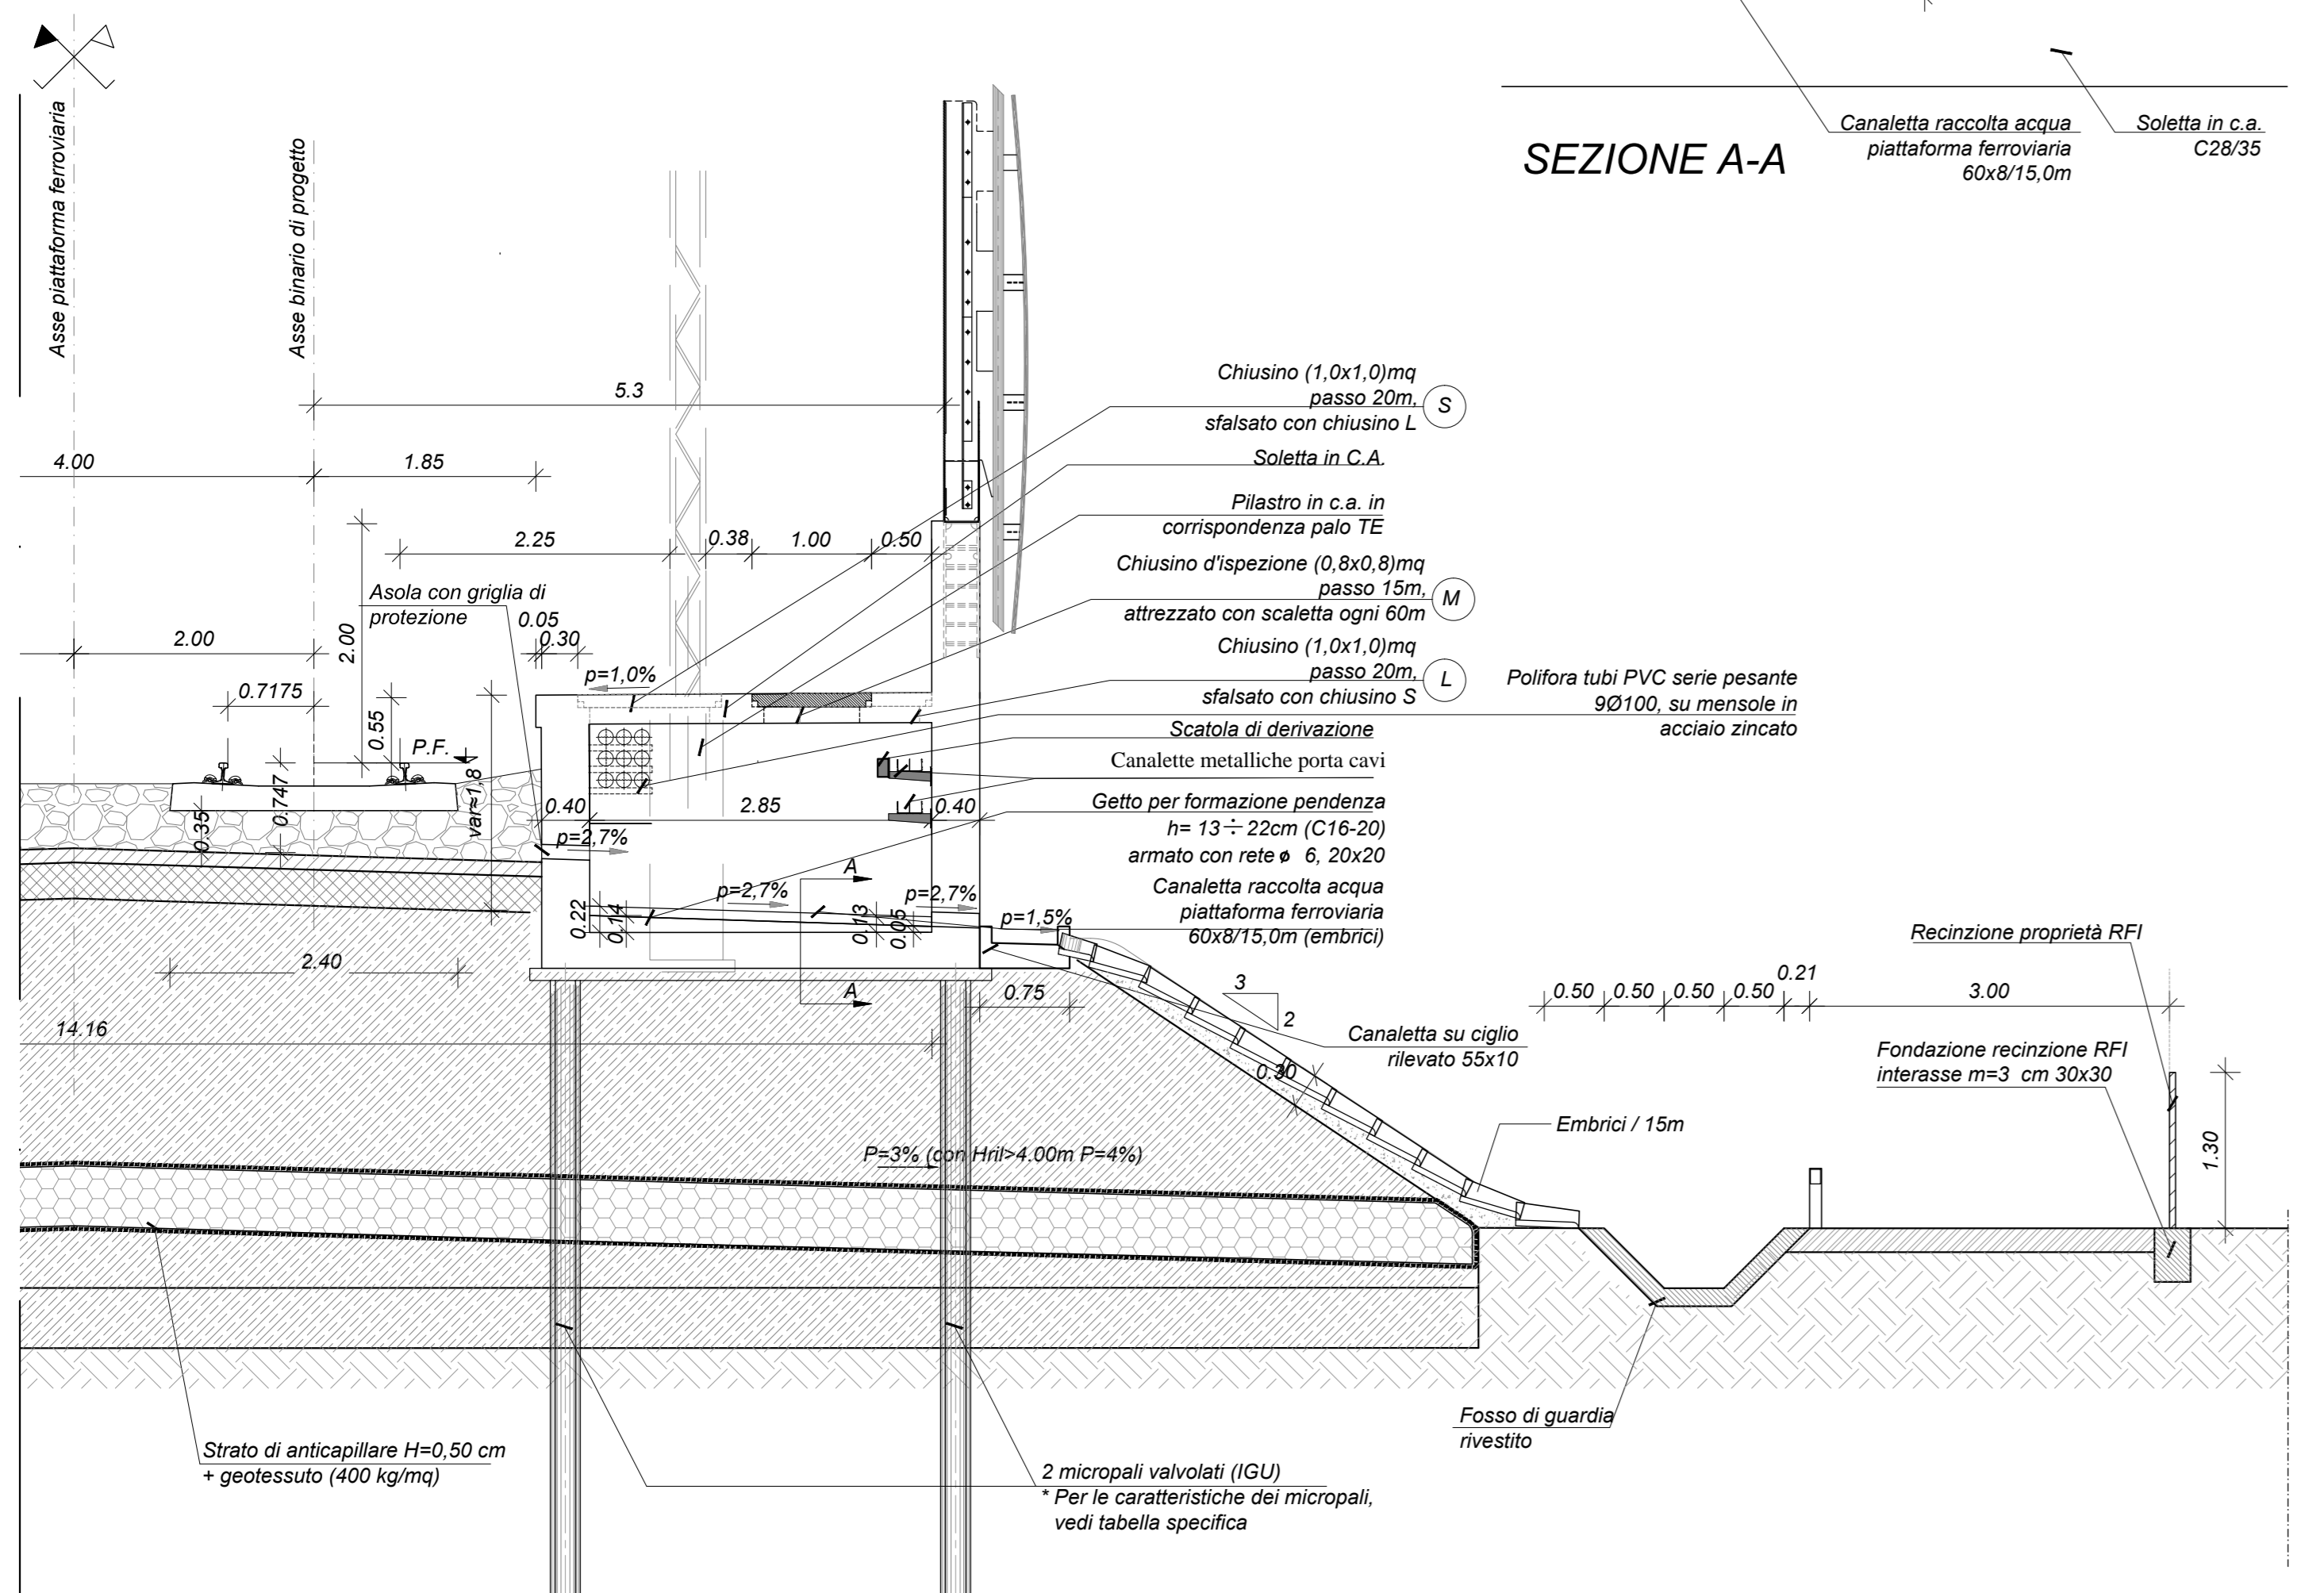 Asse piattaforma ferroviaria
Asse binario di progetto
SEZIONE A-A
Canaletta raccolta acqua
piattaforma ferroviaria
60x8/15,0m
Soletta in c.a.
C28/35
5.3
4.00
1.85
2.25
0.38
1.00
0.50
2.00
Asola con griglia di
protezione
0.05
0.30
2.00
0.7175
0.55
P.F.
p=1,0%
var≈1,8
0.747
0.35
0.40
2.85
0.40
p=2,7%
p=2,7%
p=2,7%
p=1,5%
A
A
0.22
0.14
0.13
0.05
2.40
0.75
14.16
Chiusino (1,0x1,0)mq
passo 20m,
sfalsato con chiusino L
S
Soletta in C.A.
Pilastro in c.a. in
corrispondenza palo TE
Chiusino d'ispezione (0,8x0,8)mq
passo 15m,
attrezzato con scaletta ogni 60m
M
Chiusino (1,0x1,0)mq
passo 20m,
sfalsato con chiusino S
L
Polifora tubi PVC serie pesante
9Ø100, su mensole in
acciaio zincato
Scatola di derivazione
Canalette metalliche porta cavi
Getto per formazione pendenza
h= 13÷22cm (C16-20)
armato con rete ø 6, 20x20
Canaletta raccolta acqua
piattaforma ferroviaria
60x8/15,0m (embrici)
3
2
Canaletta su ciglio
rilevato 55x10
0.30
Embrici / 15m
P=3% (con Hril>4.00m P=4%)
Recinzione proprietà RFI
0.50
0.50
0.50
0.50
0.21
3.00
Fondazione recinzione RFI
interasse m=3 cm 30x30
1.30
Fosso di guardia
rivestito
Strato di anticapillare H=0,50 cm
+ geotessuto (400 kg/mq)
2 micropali valvolati (IGU)
* Per le caratteristiche dei micropali,
vedi tabella specifica